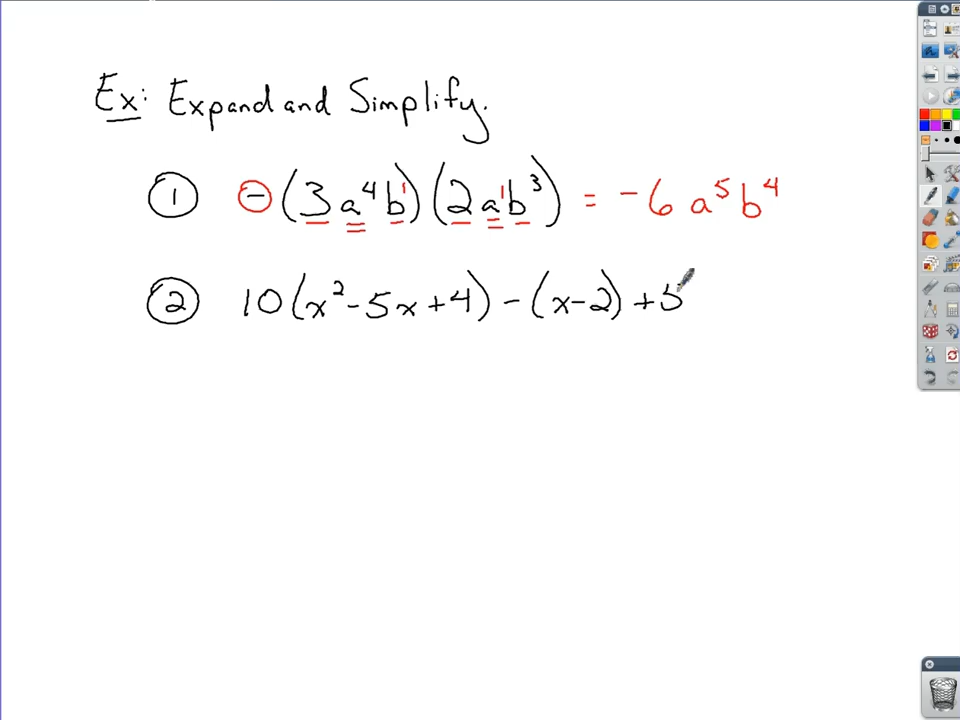 Ex: Expand and Simplify.
① -(3a⁴b¹)(2a¹b³) = -6a⁵b⁴
② 10(x²-5x+4)-(x-2)+5